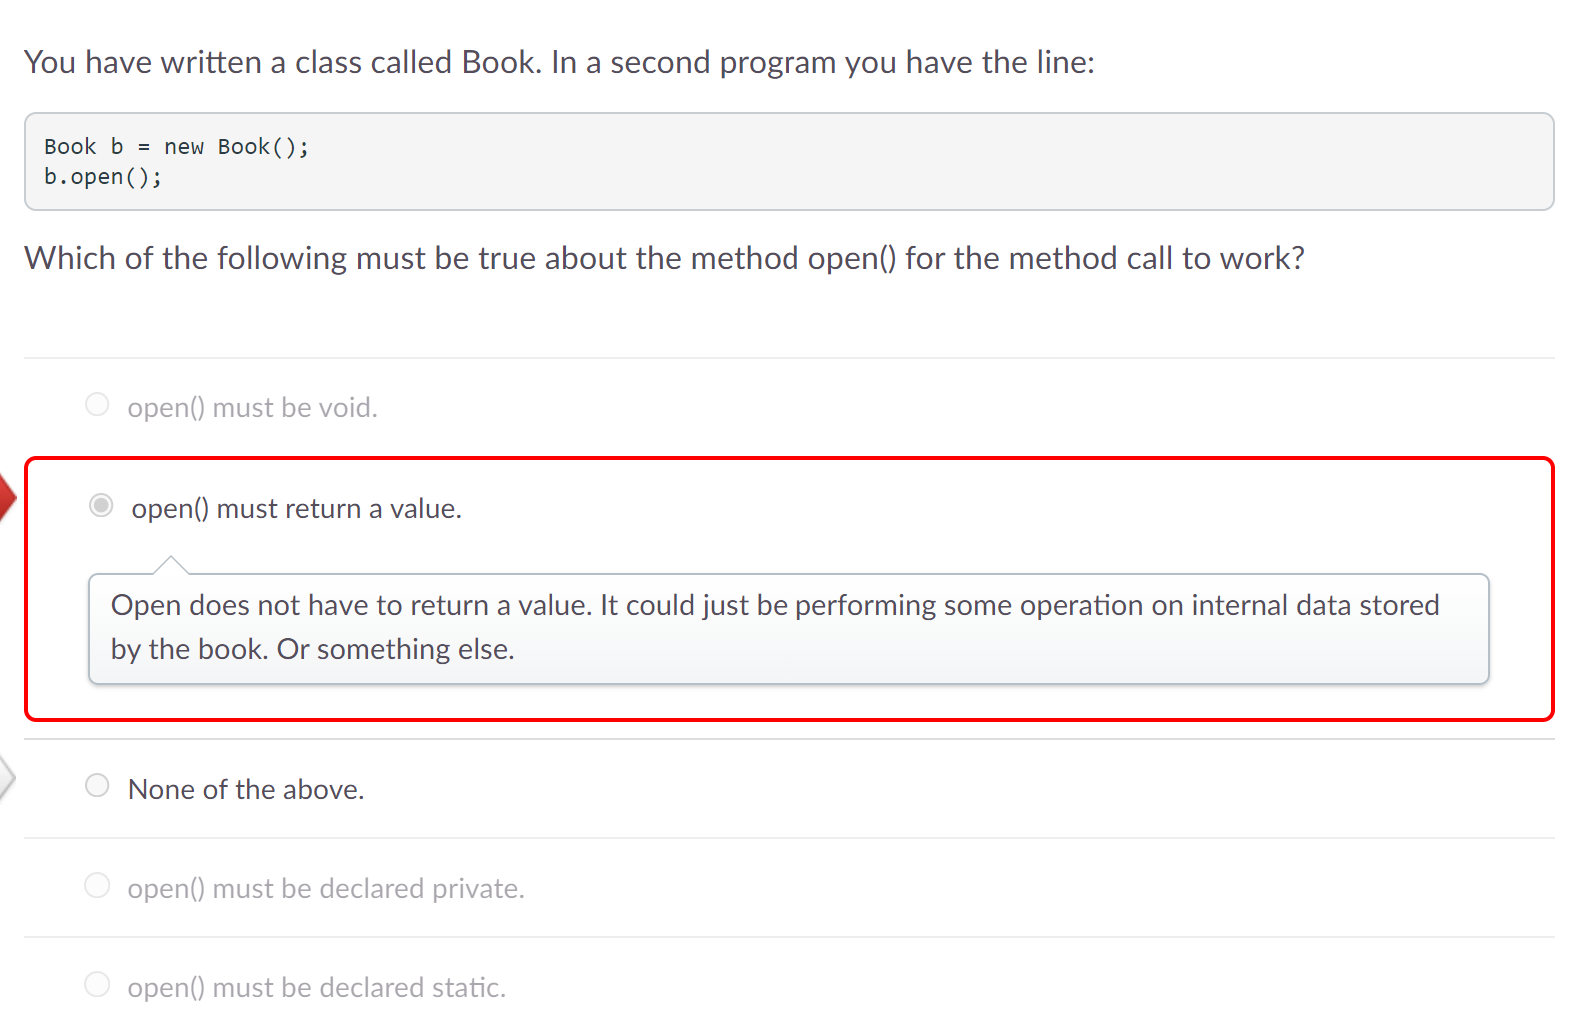 You have written a class called Book. In a second program you have the line:
Book b = new Book();
b.open();
Which of the following must be true about the method open() for the method call to work?
open() must be void.
open() must return a value.
Open does not have to return a value. It could just be performing some operation on internal data stored
by the book. Or something else.
None of the above.
open() must be declared private.
open() must be declared static.